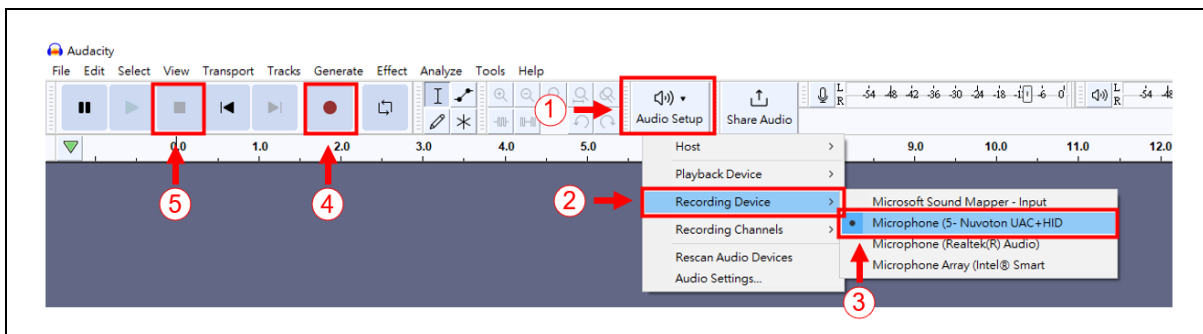 Audacity
File Edit Select View Transport Tracks Generate Effect Analyze Tools Help
1
Audio Setup
Share Audio
L
R
-54 -48 -42 -36 -30 -24 -18 -12 -6 0
L
R
-54 -48
0.0 1.0 2.0 3.0 4.0 5.0 9.0 10.0 11.0 12.0
5
4
2
3
Host
Playback Device
Recording Device
Recording Channels
Rescan Audio Devices
Audio Settings...
Microsoft Sound Mapper - Input
Microphone (5- Nuvoton UAC+HID
Microphone (Realtek(R) Audio)
Microphone Array (Intel® Smart